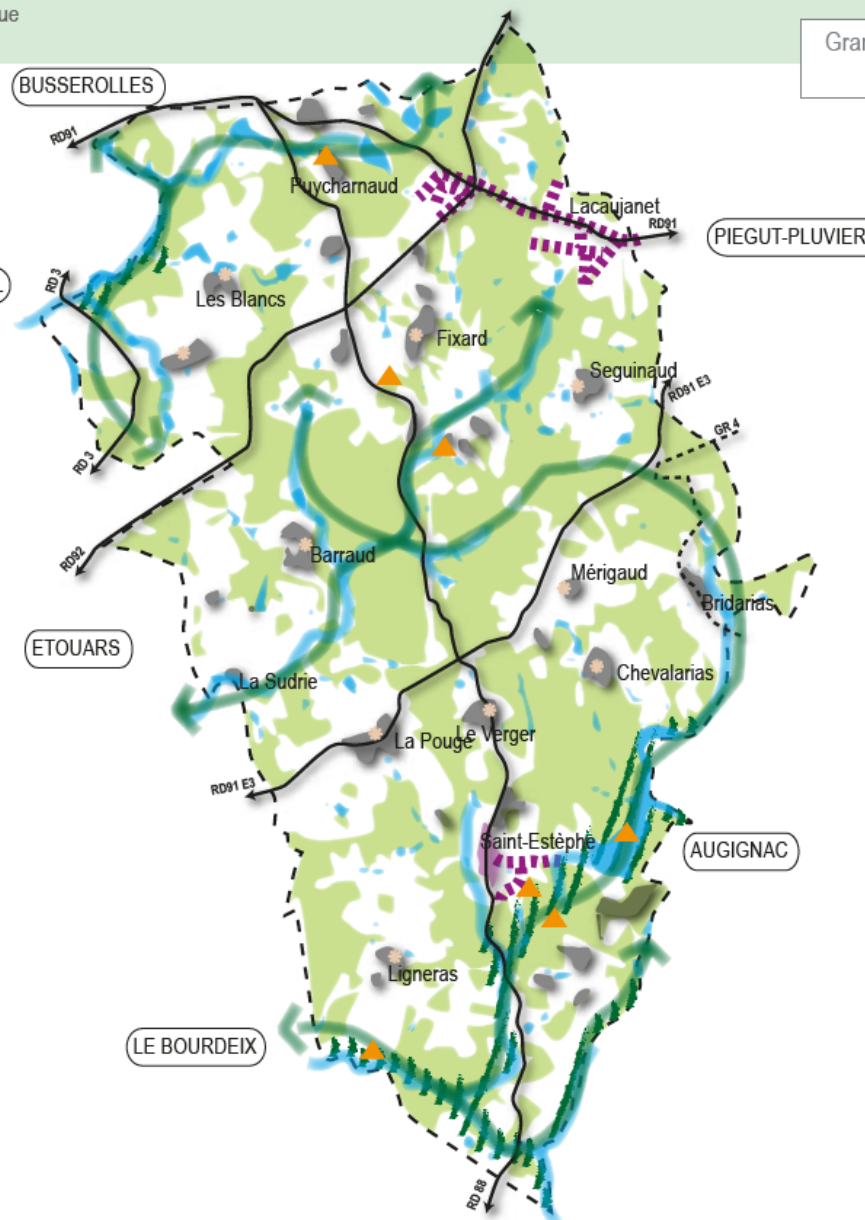 ue
Gran
BUSSEROLLES
RD91
Puycharnaud
Lacaujanet
RD91
PIEGUT-PLUVIER
L
RD 3
Les Blancs
Fixard
Seguinaud
RD91 E3
GR 4
RD 3
RD92
Barraud
Mérigaud
Bridarias
ETOUARS
La Sudrie
Chevalarias
La Pouge
Le Verger
RD91 E3
Saint-Estèphe
AUGIGNAC
Ligneras
LE BOURDEIX
RD 88